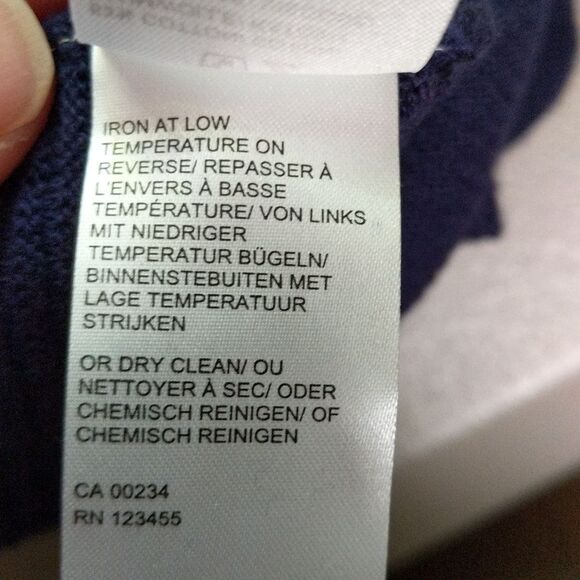 IRON AT LOW
TEMPERATURE ON
REVERSE/ REPASSER À
L'ENVERS À BASSE
TEMPÉRATURE/ VON LINKS
MIT NIEDRIGER
TEMPERATUR BÜGELN/
BINNENSTEBUITEN MET
LAGE TEMPERATUUR
STRIJKEN
OR DRY CLEAN/ OU
NETTOYER À SEC/ ODER
CHEMISCH REINIGEN/ OF
CHEMISCH REINIGEN
CA 00234
RN 123455